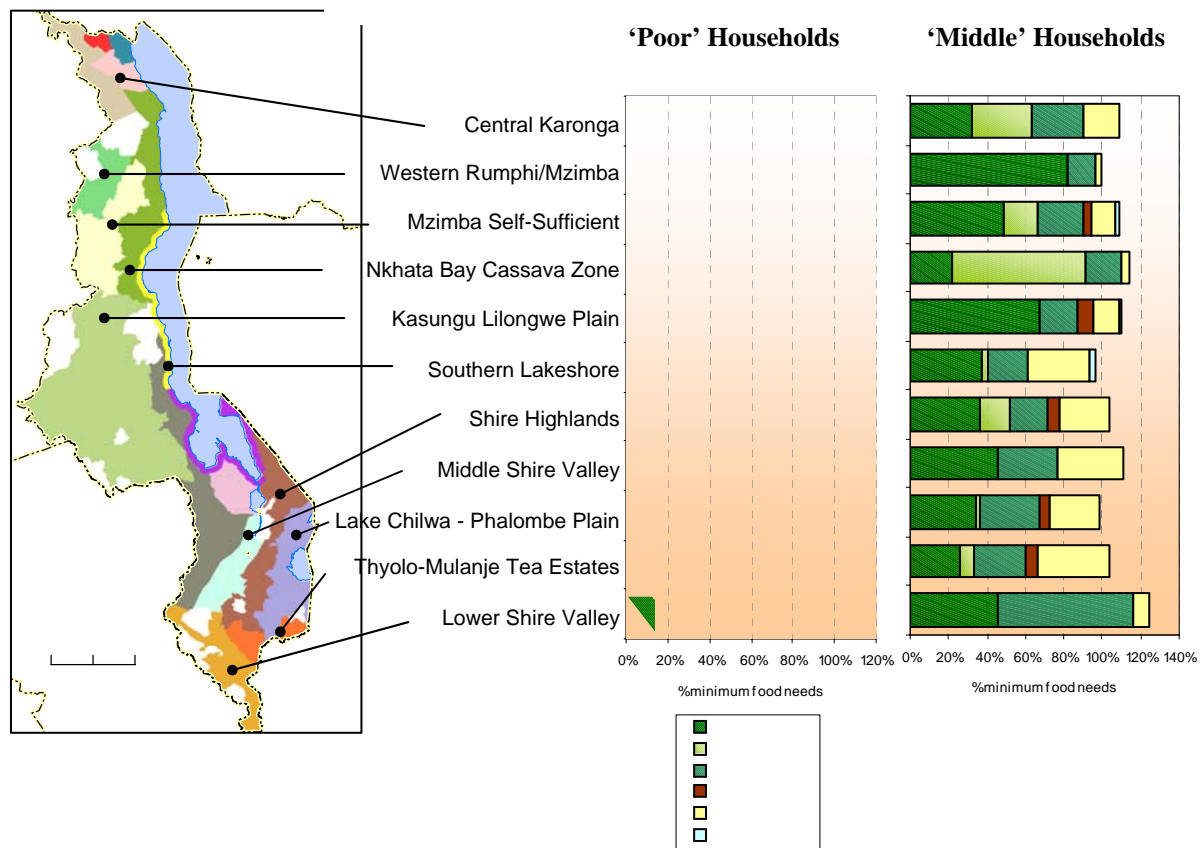 ‘Poor’ Households
‘Middle’ Households
Central Karonga
Western Rumphi/Mzimba
Mzimba Self-Sufficient
Nkhata Bay Cassava Zone
Kasungu Lilongwe Plain
Southern Lakeshore
Shire Highlands
Middle Shire Valley
Lake Chilwa - Phalombe Plain
Thyolo-Mulanje Tea Estates
Lower Shire Valley
0% 20% 40% 60% 80% 100% 120%
0% 20% 40% 60% 80% 100% 120% 140%
%minimum food needs
%minimum food needs